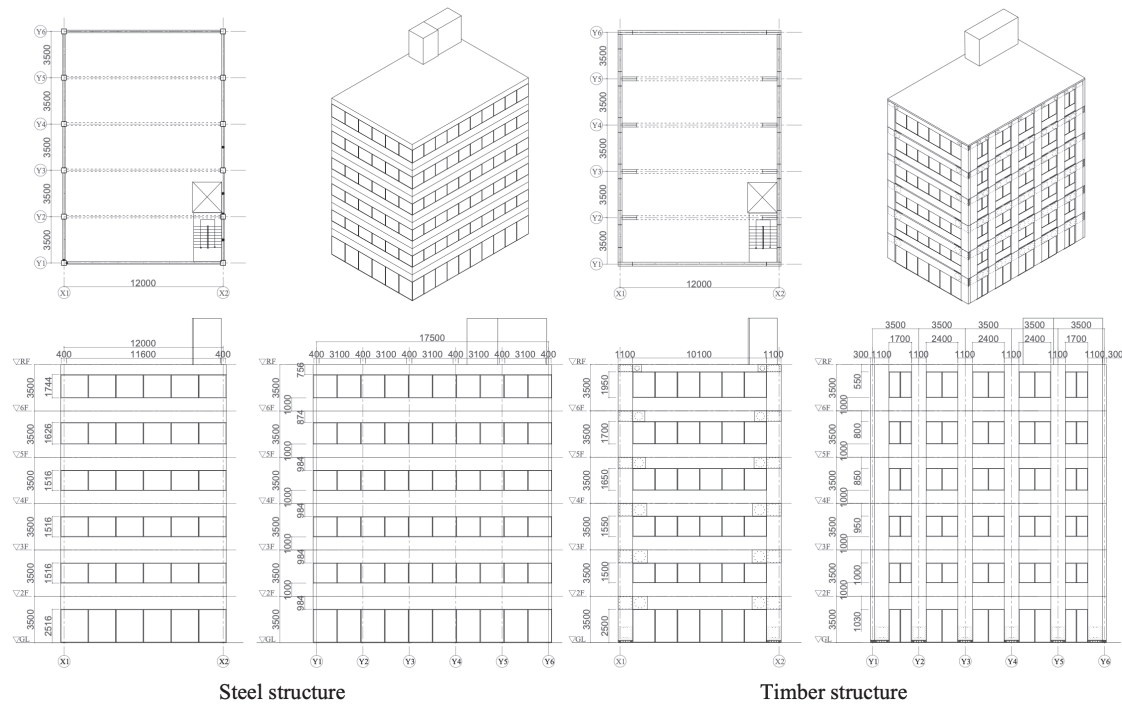 Y6
3500
Y5
3500
Y4
3500
Y3
3500
Y2
3500
Y1
12000
X1 X2
Y6
3500
Y5
3500
Y4
3500
Y3
3500
Y2
3500
Y1
12000
X1 X2
12000
400 11600 400
▽RF
3500
1744
▽6F
3500
1626
▽5F
3500
1516
▽4F
3500
1516
▽3F
3500
1516
▽2F
3500
2516
▽GL
X1 X2
17500
400 3100 400 3100 400 3100 400 3100 400 3100 400
▽RF
3500
756
1000
▽6F
3500
874
1000
▽5F
3500
984
1000
▽4F
3500
984
1000
▽3F
3500
984
1000
▽2F
3500
984
▽GL
Y1 Y2 Y3 Y4 Y5 Y6
1100 10100 1100
▽RF
3500
1950
▽6F
3500
1700
▽5F
3500
1650
▽4F
3500
1550
▽3F
3500
1500
▽2F
3500
2500
▽GL
X1 X2
3500 3500 3500 3500
1700 2400 2400 2400 1700
300 1100 1100 1100 1100 1100 1100 300
▽RF
3500
550
1000
▽6F
3500
800
1000
▽5F
3500
850
1000
▽4F
3500
950
1000
▽3F
3500
1000
1000
▽2F
3500
1030
▽GL
Y1 Y2 Y3 Y4 Y5 Y6
Steel structure
Timber structure